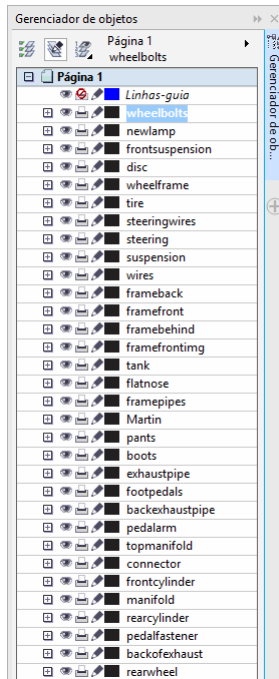 Gerenciador de objetos
Página 1
wheelbolts
Página 1
Linhas-guia
wheelbolts
newlamp
frontsuspension
disc
wheelframe
tire
steeringwires
steering
suspension
wires
frameback
framefront
framebehind
framefrontimg
tank
flatnose
framepipes
Martin
pants
boots
exhaustpipe
footpedals
backexhaustpipe
pedalarm
topmanifold
connector
frontcylinder
manifold
rearcylinder
pedalfastener
backofexhaust
rearwheel
Gerenciador de ob...